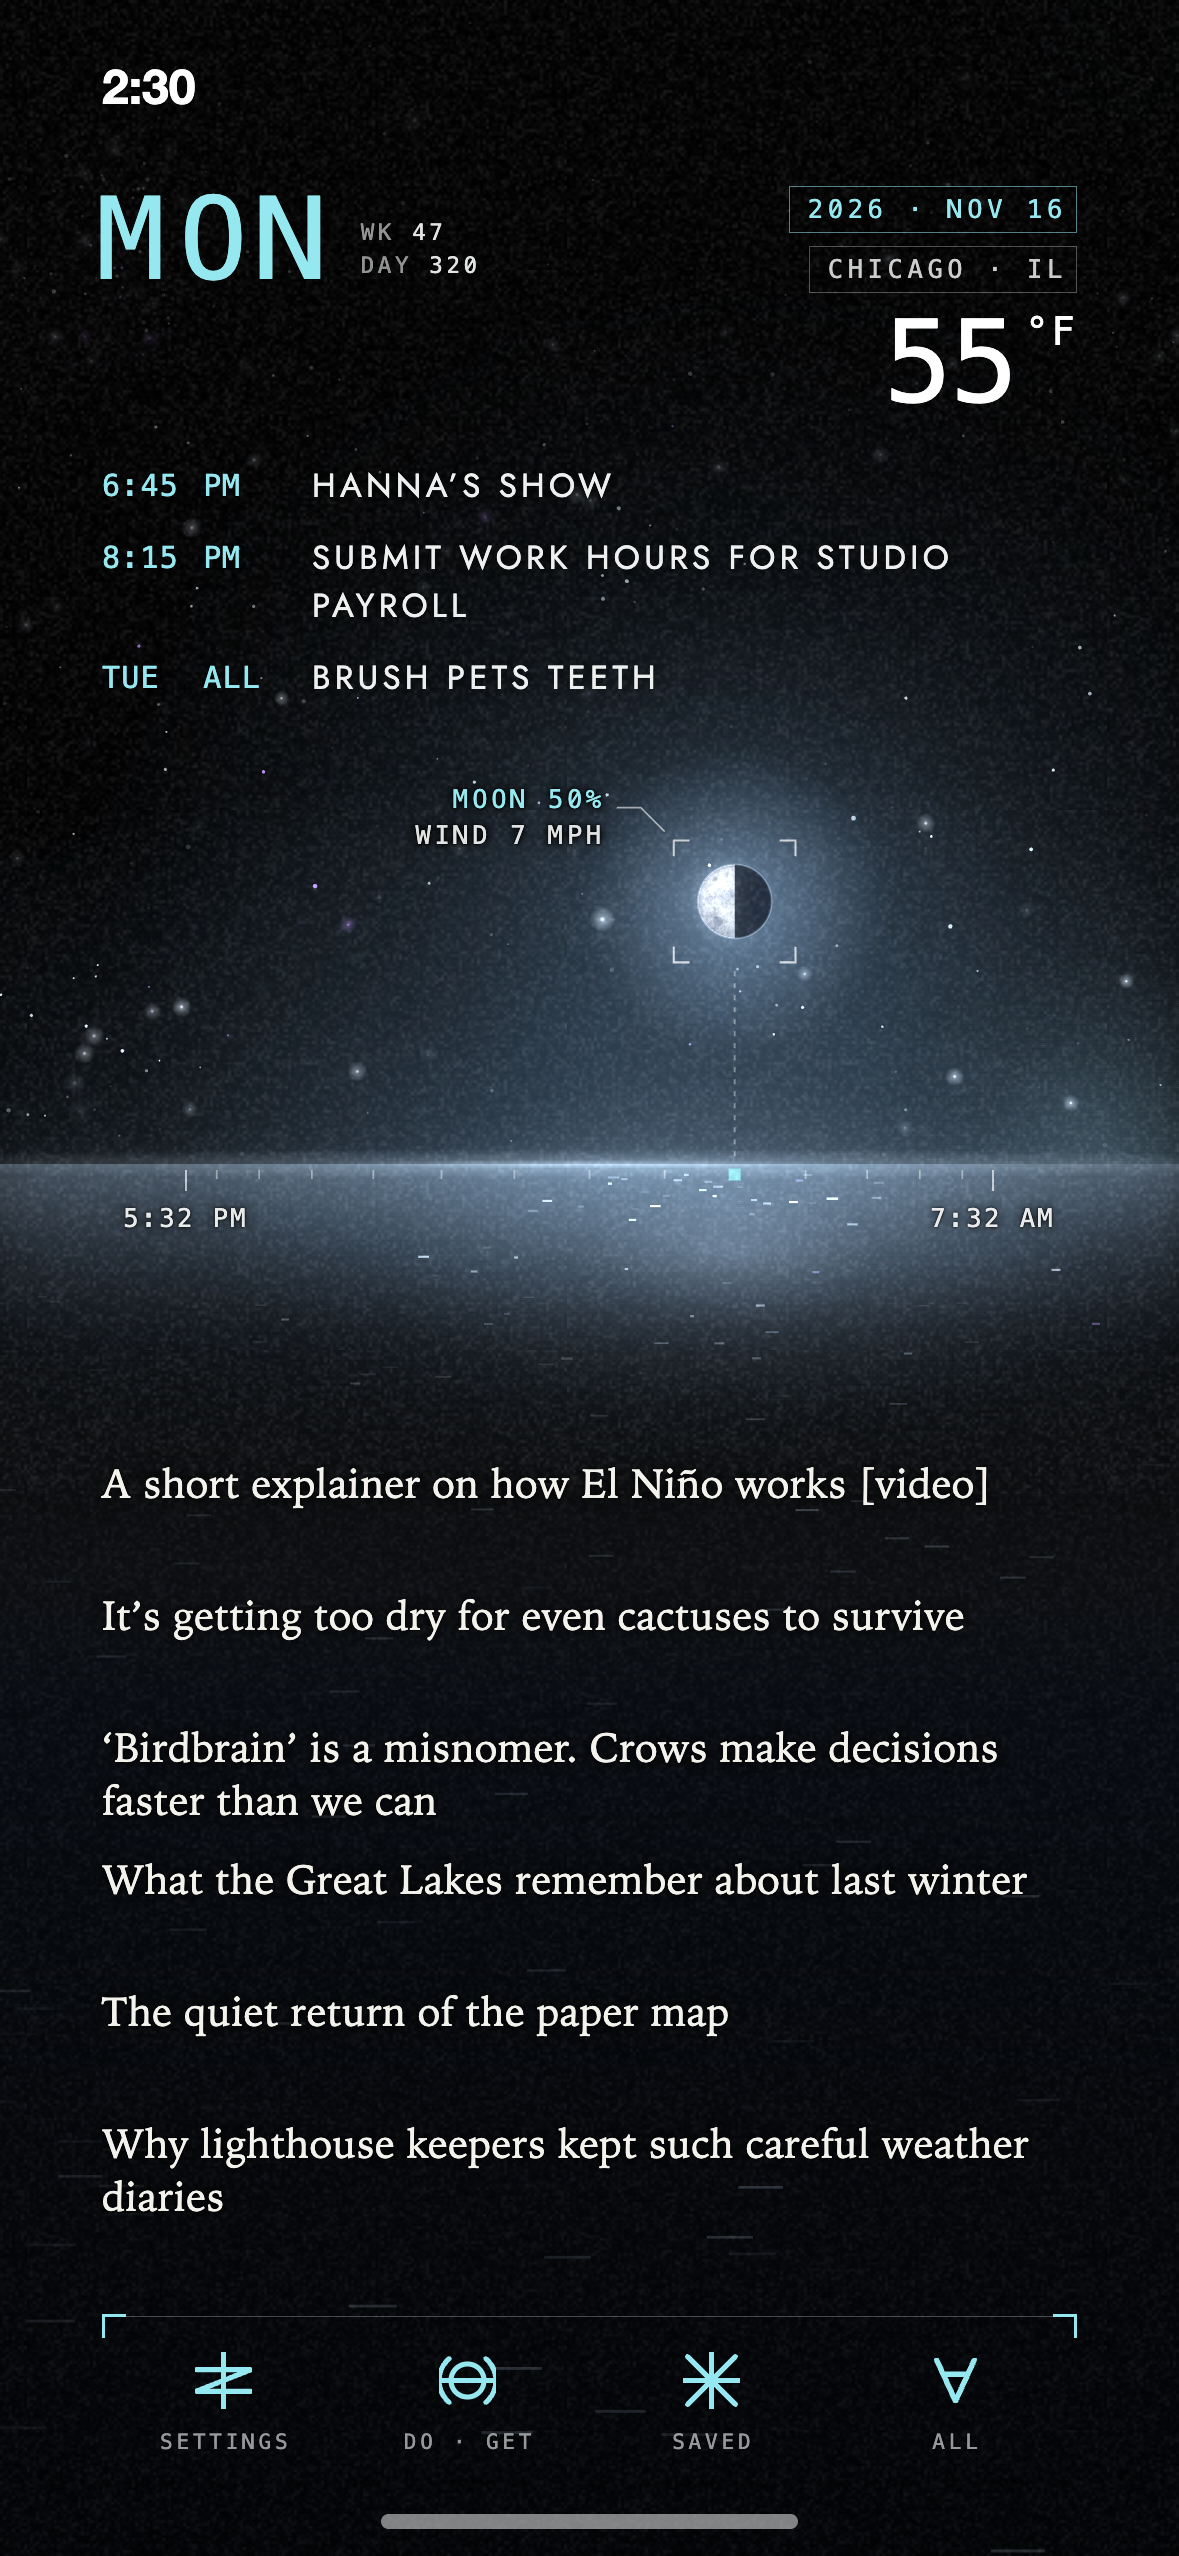 2:30
MON
WK 47
DAY 320
2026 · NOV 16
CHICAGO · IL
55 °F
6:45 PM HANNA’S SHOW
8:15 PM SUBMIT WORK HOURS FOR STUDIO
PAYROLL
TUE ALL BRUSH PETS TEETH
MOON 50%
WIND 7 MPH
5:32 PM
7:32 AM
A short explainer on how El Niño works [video]
It’s getting too dry for even cactuses to survive
‘Birdbrain’ is a misnomer. Crows make decisions
faster than we can
What the Great Lakes remember about last winter
The quiet return of the paper map
Why lighthouse keepers kept such careful weather
diaries
SETTINGS
DO · GET
SAVED
ALL